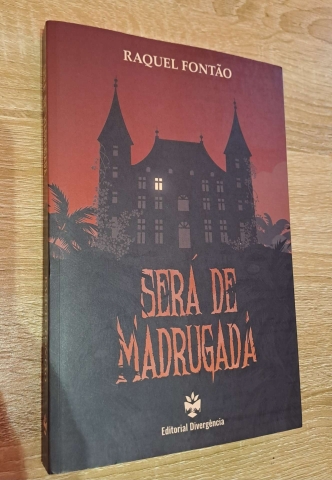 RAQUEL FONTÃO
SERÁ DE
MADRUGADA
Editorial Divergência